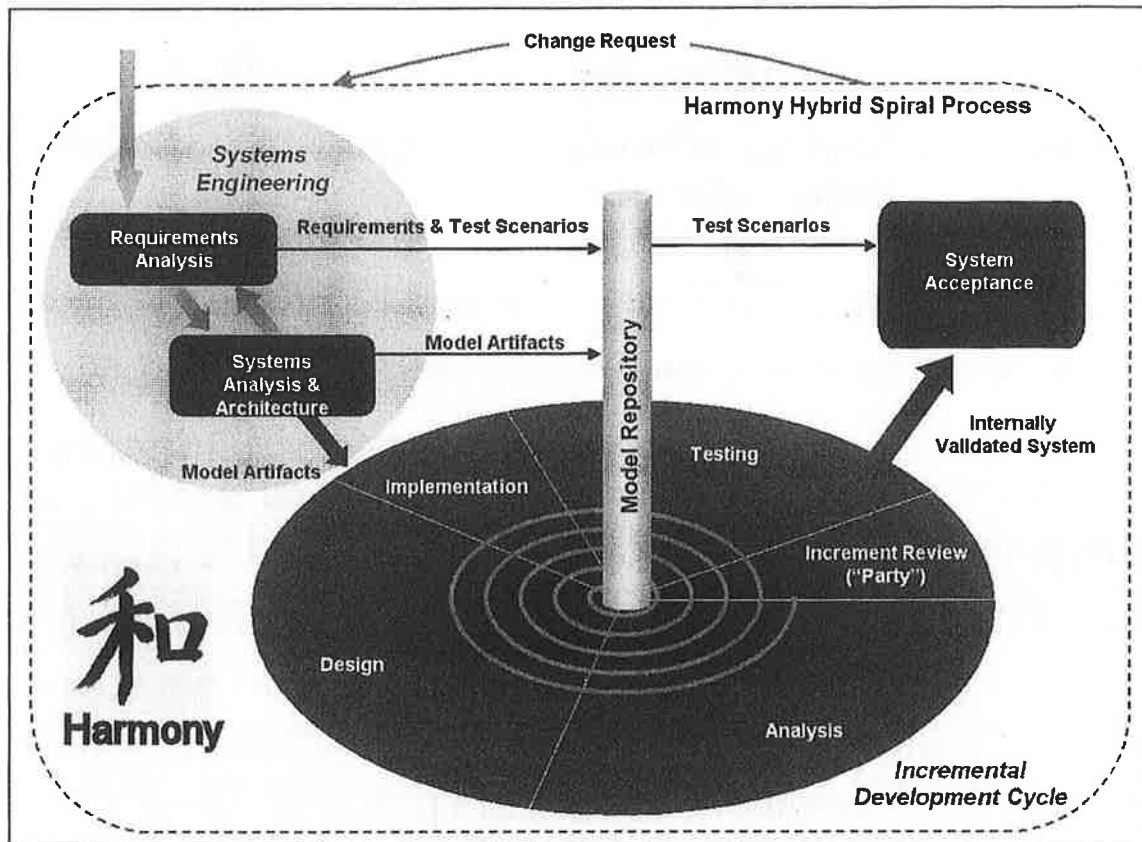 Change Request
Harmony Hybrid Spiral Process
Systems
Engineering
Requirements
Analysis
Requirements & Test Scenarios
Test Scenarios
System
Acceptance
Systems
Analysis &
Architecture
Model Artifacts
Model Artifacts
Model Repository
Internally
Validated System
Testing
Implementation
Increment Review
("Party")
Design
Analysis
和
Harmony
Incremental
Development Cycle